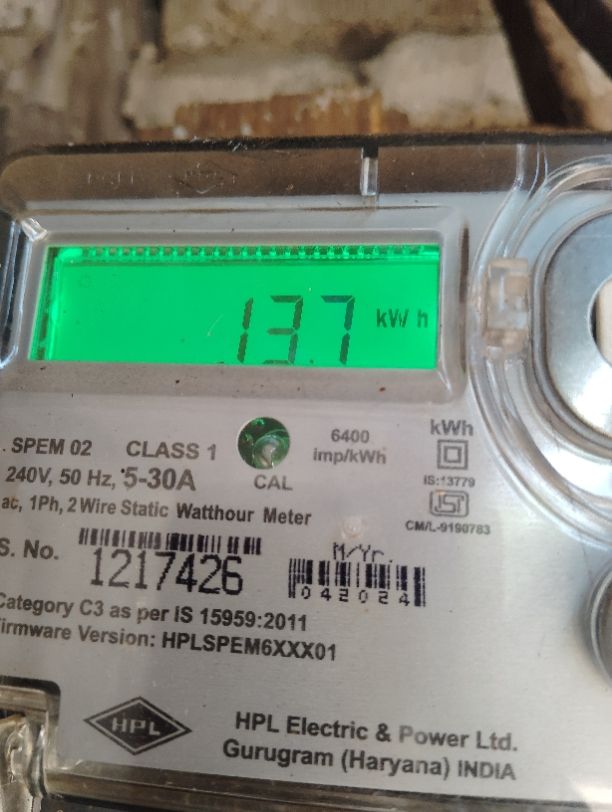 137 kWh
SPEM 02 CLASS 1
6400
imp/kWh
kWh
240V, 50 Hz, 5-30A
CAL
IS:13779
ac, 1Ph, 2 Wire Static Watthour Meter
CM/L-9190783
S. No. 1217426
M/Yr.
042024
Category C3 as per IS 15959:2011
Firmware Version: HPLSPEM6XXX01
HPL
HPL Electric & Power Ltd.
Gurugram (Haryana) INDIA